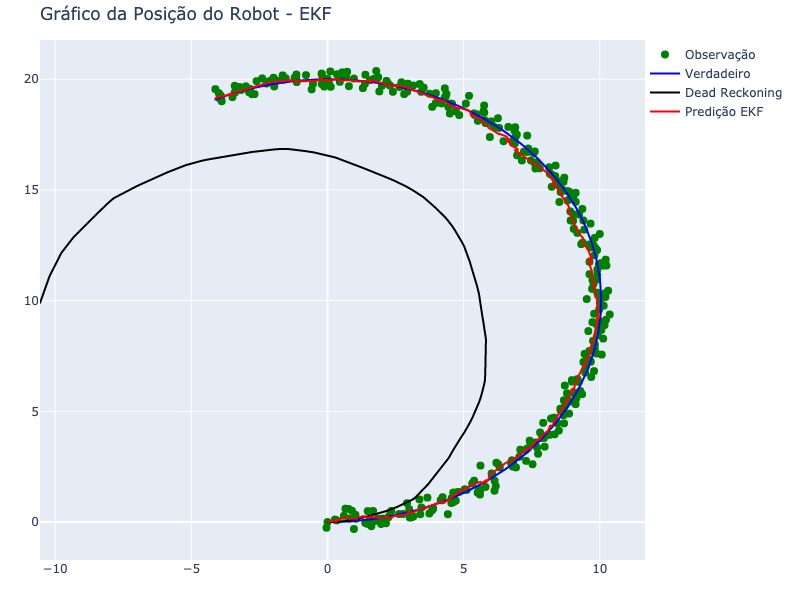 Gráfico da Posição do Robot - EKF
Observação
Verdadeiro
Dead Reckoning
Predição EKF
20
15
10
5
0
−10
−5
0
5
10